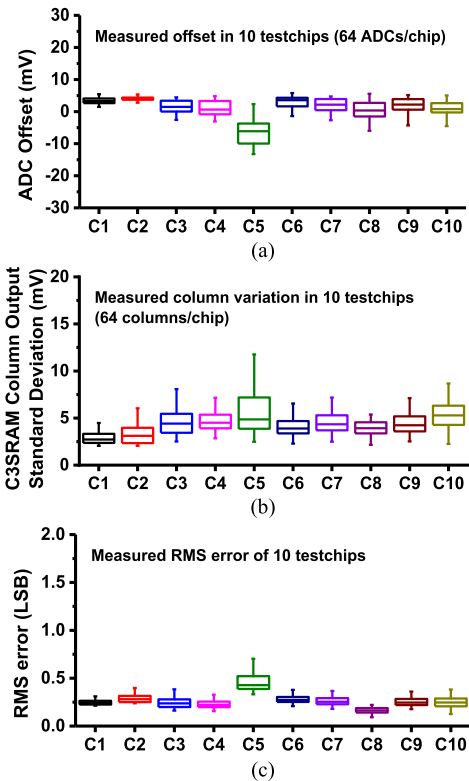 30
Measured offset in 10 testchips (64 ADCs/chip)
20
10
0
-10
-20
-30
ADC Offset (mV)
C1 C2 C3 C4 C5 C6 C7 C8 C9 C10
(a)
20
Measured column variation in 10 testchips
(64 columns/chip)
15
10
5
0
C3SRAM Column Output
Standard Deviation (mV)
C1 C2 C3 C4 C5 C6 C7 C8 C9 C10
(b)
2.0
Measured RMS error of 10 testchips
1.5
1.0
0.5
0.0
RMS error (LSB)
C1 C2 C3 C4 C5 C6 C7 C8 C9 C10
(c)